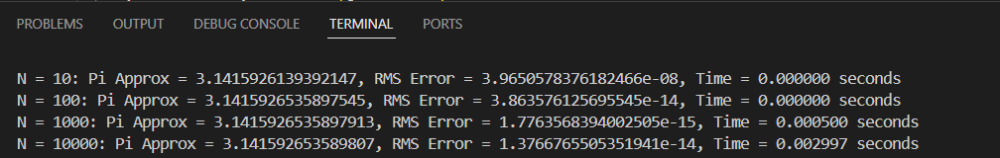 PROBLEMS OUTPUT DEBUG CONSOLE TERMINAL PORTS
N = 10: Pi Approx = 3.1415926139392147, RMS Error = 3.9650578376182466e-08, Time = 0.000000 seconds
N = 100: Pi Approx = 3.1415926535897545, RMS Error = 3.863576125695545e-14, Time = 0.000000 seconds
N = 1000: Pi Approx = 3.1415926535897913, RMS Error = 1.7763568394002505e-15, Time = 0.000500 seconds
N = 10000: Pi Approx = 3.141592653589807, RMS Error = 1.3766765505351941e-14, Time = 0.002997 seconds